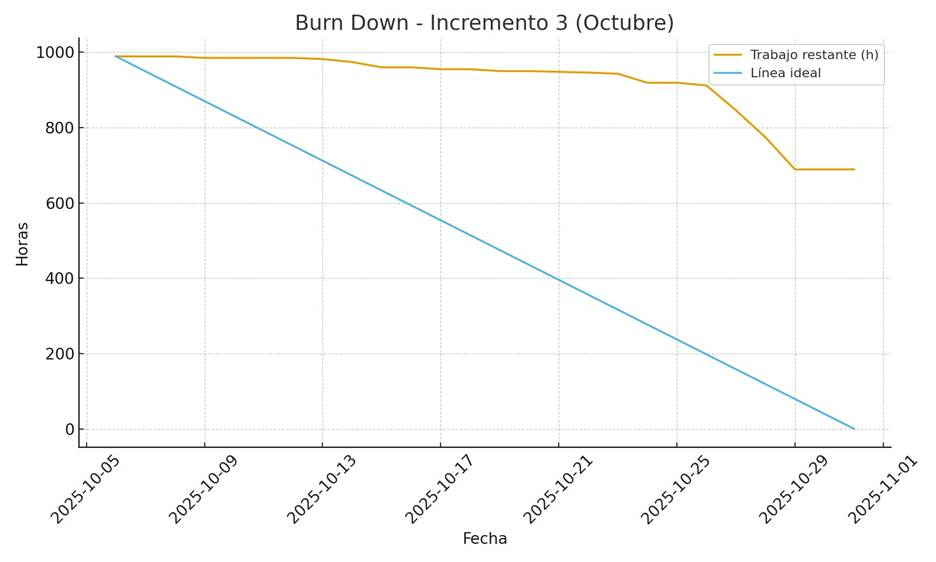 Burn Down - Incremento 3 (Octubre)
1000
800
600
400
200
0
Horas
Trabajo restante (h)
Línea ideal
2025-10-05
2025-10-09
2025-10-13
2025-10-17
2025-10-21
2025-10-25
2025-10-29
2025-11-01
Fecha